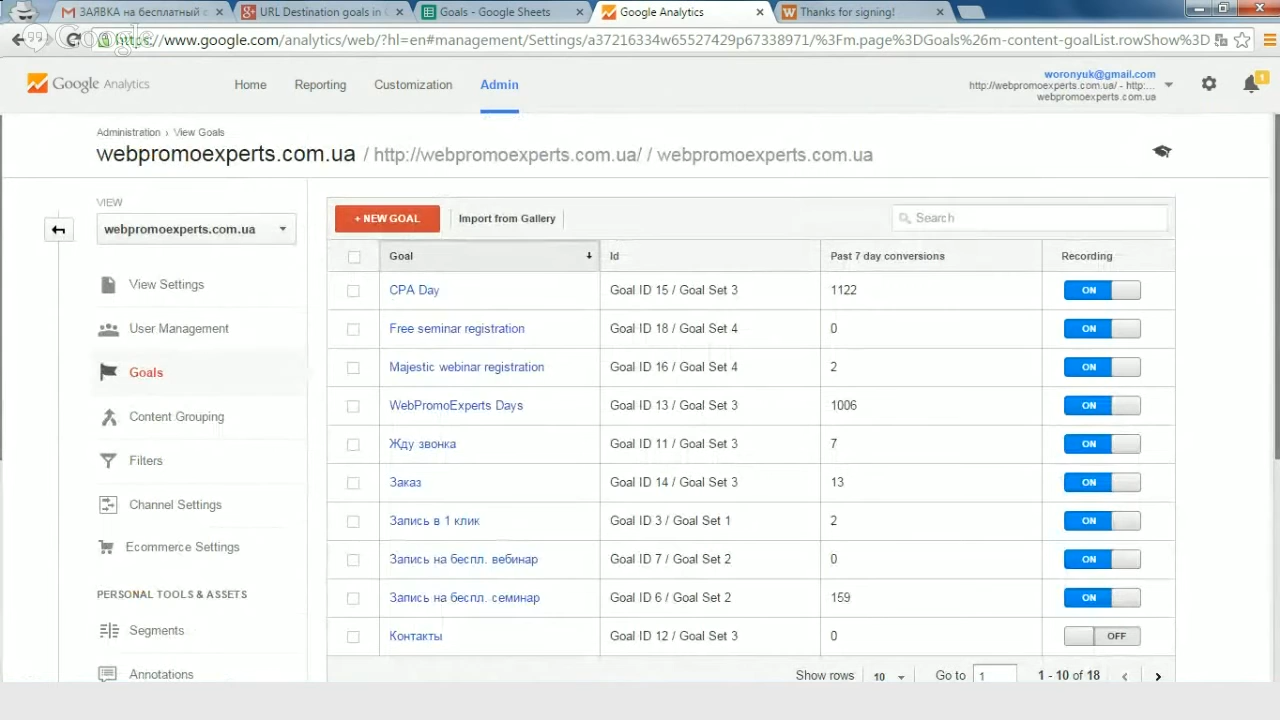 ЗАЯВКА на бесплатный с
URL Destination goals in
Goals - Google Sheets
Google Analytics
Thanks for signing!
https://www.google.com/analytics/web/?hl=en#management/Settings/a37216334w65527429p67338971/%3Fm.page%3DGoals%26m-content-goalList.rowShow%3D
Google
Google Analytics
Home
Reporting
Customization
Admin
woronyuk@gmail.com
http://webpromoexperts.com.ua/ - http:...
webpromoexperts.com.ua
1
Administration › View Goals
webpromoexperts.com.ua / http://webpromoexperts.com.ua/ / webpromoexperts.com.ua
VIEW
webpromoexperts.com.ua
View Settings
User Management
Goals
Content Grouping
Filters
Channel Settings
Ecommerce Settings
PERSONAL TOOLS & ASSETS
Segments
Annotations
+ NEW GOAL
Import from Gallery
Search
Goal Id Past 7 day conversions Recording
CPA Day Goal ID 15 / Goal Set 3 1122 ON
Free seminar registration Goal ID 18 / Goal Set 4 0 ON
Majestic webinar registration Goal ID 16 / Goal Set 4 2 ON
WebPromoExperts Days Goal ID 13 / Goal Set 3 1006 ON
Жду звонка Goal ID 11 / Goal Set 3 7 ON
Заказ Goal ID 14 / Goal Set 3 13 ON
Запись в 1 клик Goal ID 3 / Goal Set 1 2 ON
Запись на беспл. вебинар Goal ID 7 / Goal Set 2 0 ON
Запись на беспл. семинар Goal ID 6 / Goal Set 2 159 ON
Контакты Goal ID 12 / Goal Set 3 0 OFF
Show rows 10 Go to 1 1 - 10 of 18